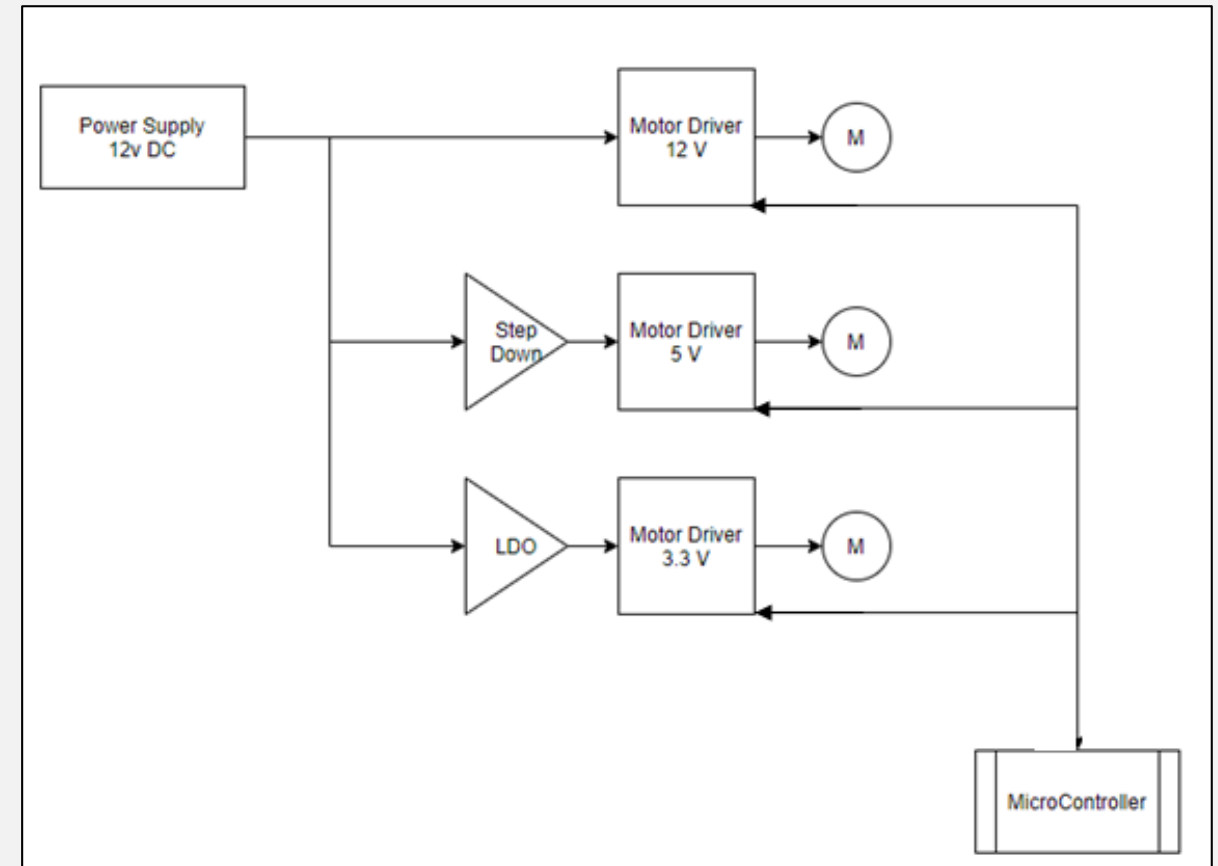 Power Supply
12v DC
Motor Driver
12 V
M
Step
Down
Motor Driver
5 V
M
LDO
Motor Driver
3.3 V
M
MicroController